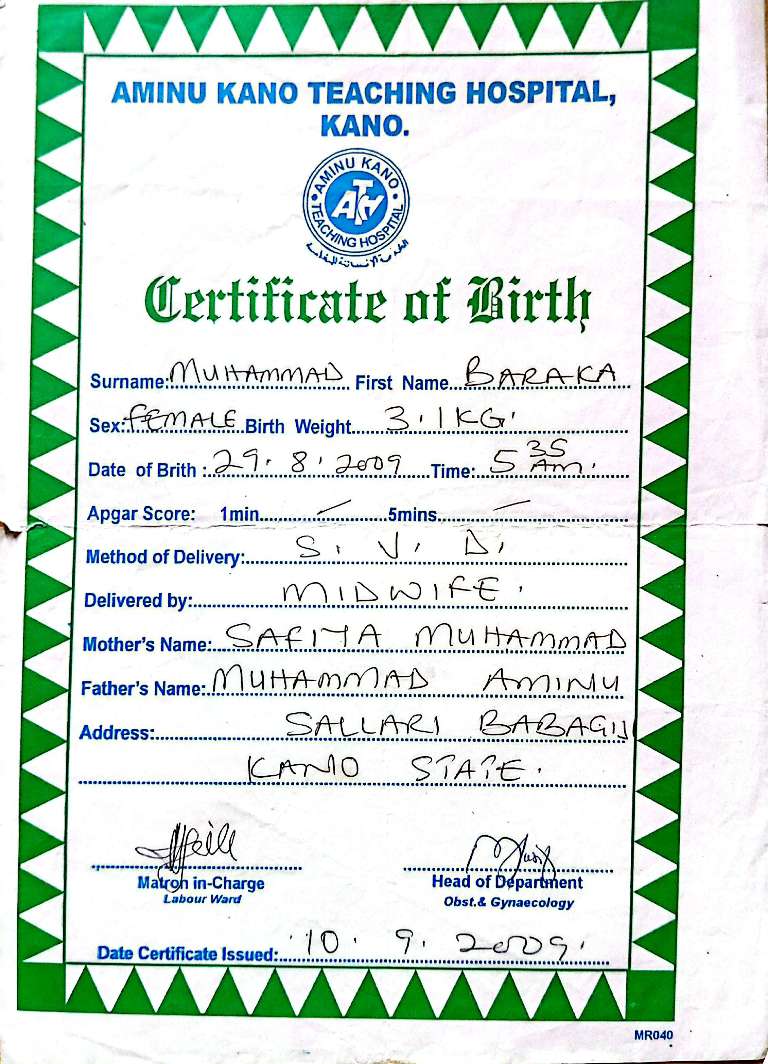 AMINU KANO TEACHING HOSPITAL,
KANO.
AMINU KANO
ATH
TEACHING HOSPITAL
Certificate of Birth
Surname: MUHAMMAD First Name BARAKA
Sex: FEMALE Birth Weight 3.1KG.
Date of Brith : 29. 8. 2009 Time: 5 35 AM.
Apgar Score: 1min. / 5mins. /
Method of Delivery: S. V. D.
Delivered by: MIDWIFE.
Mother's Name: SAFIYA MUHAMMAD
Father's Name: MUHAMMAD AMINU
Address: SALLARI BABAGIJ
KANO STATE.
Matron in-Charge Head of Department
Labour Ward Obst.& Gynaecology
Date Certificate Issued: 10. 9. 2009.
MR040